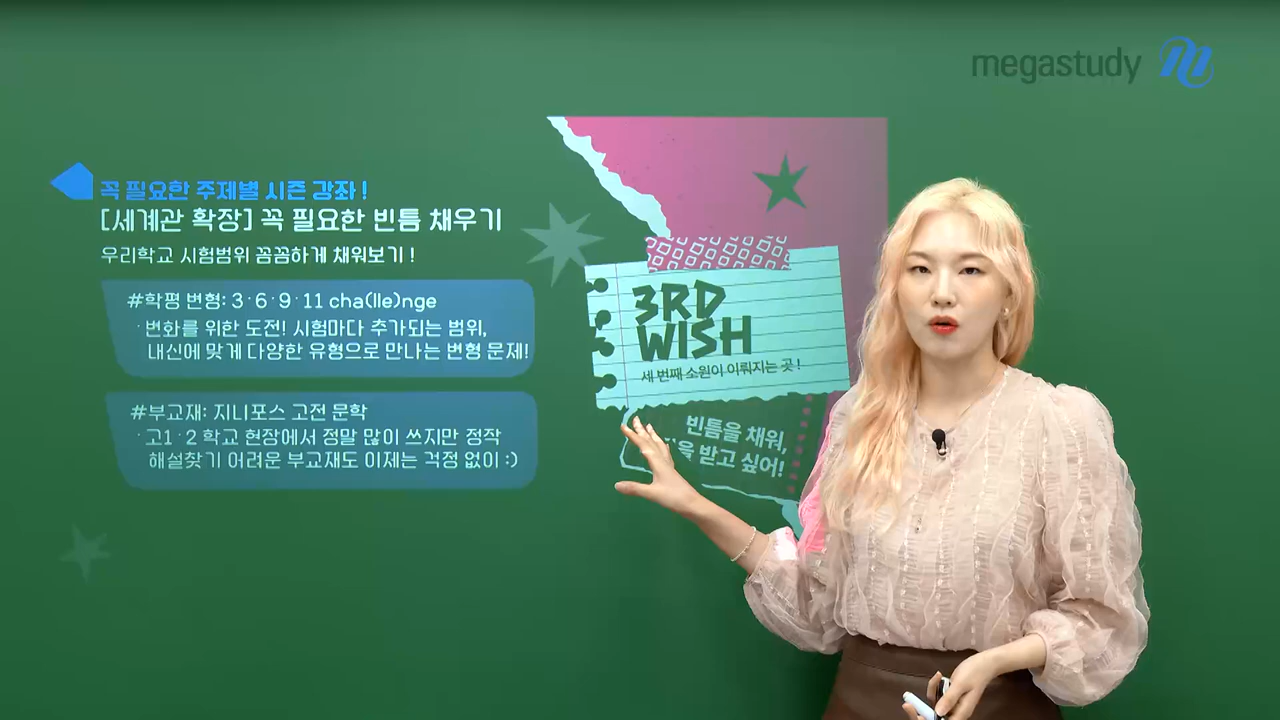 megastudy
꼭 필요한 주제별 시즌 강좌!
[세계관 확장] 꼭 필요한 빈틈 채우기
우리학교 시험범위 꼼꼼하게 채워보기!
#학평 변형: 3·6·9·11 cha(lle)nge
·변화를 위한 도전! 시험마다 추가되는 범위,
내신에 맞게 다양한 유형으로 만나는 변형 문제!
#부교재: 지니포스 고전 문학
·고1·2 학교 현장에서 정말 많이 쓰지만 정작
해설찾기 어려운 부교재도 이제는 걱정 없이 :)
3RD
WISH
세 번째 소원이 이뤄지는 곳!
빈틈을 채워,
을 받고 싶어!